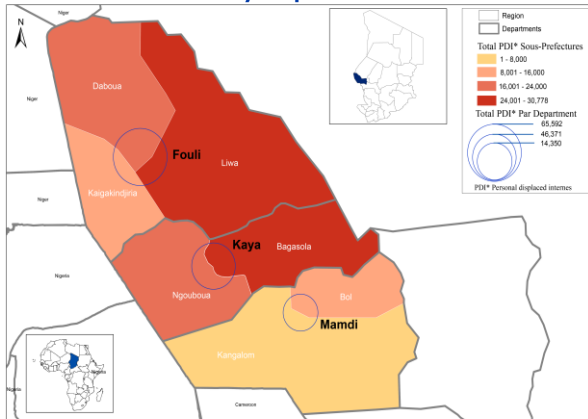 Niger
Niger
N
Region
Departments
Total PDI* Sous-Prefectures
1 - 8,000
8,001 - 16,000
16,001 - 24,000
24,001 - 30,778
Total PDI* Par Department
65,592
46,371
14,350
PDI* Personal displaced internes
Daboua
Niger
Fouli
Liwa
Kaigakindjina
Niger
Kaya
Bagasola
Nigeria
Ngouboua
Bol
Mamdi
Kangalom
Nigeria
Cameroon